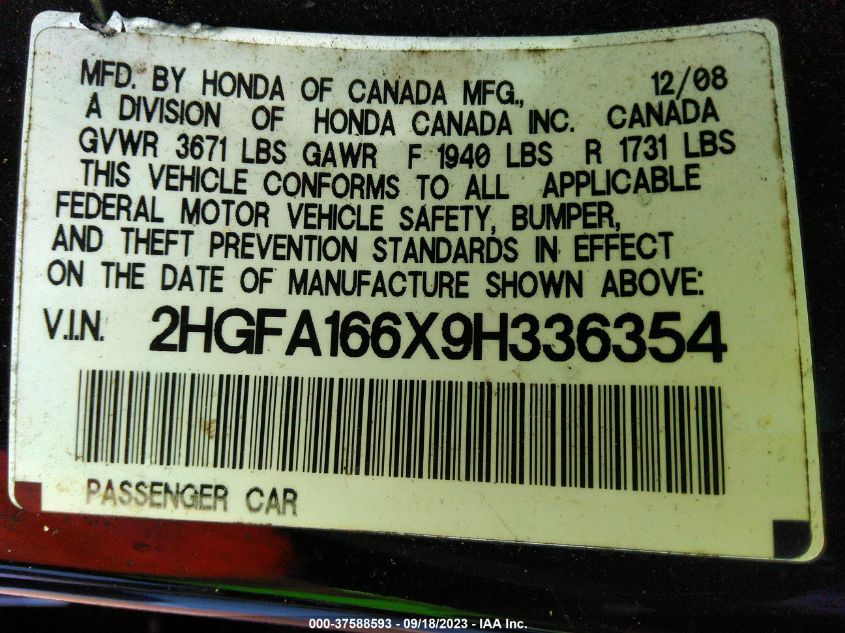 MFD. BY HONDA OF CANADA MFG., 12/08
A DIVISION OF HONDA CANADA INC. CANADA
GVWR 3671 LBS GAWR F 1940 LBS R 1731 LBS
THIS VEHICLE CONFORMS TO ALL APPLICABLE
FEDERAL MOTOR VEHICLE SAFETY, BUMPER,
AND THEFT PREVENTION STANDARDS IN EFFECT
ON THE DATE OF MANUFACTURE SHOWN ABOVE:
V.I.N. 2HGFA166X9H336354
PASSENGER CAR
000-37588593 - 09/18/2023 - IAA Inc.